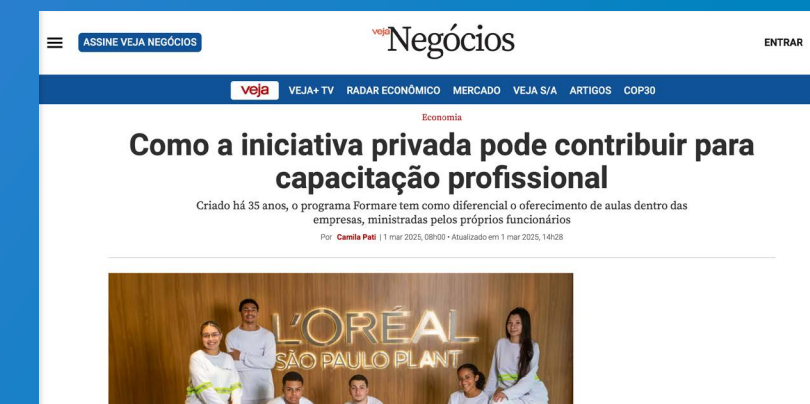 ASSINE VEJA NEGÓCIOS
veja Negócios
ENTRAR
veja VEJA+ TV RADAR ECONÔMICO MERCADO VEJA S/A ARTIGOS COP30
Economia
Como a iniciativa privada pode contribuir para
capacitação profissional
Criado há 35 anos, o programa Formare tem como diferencial o oferecimento de aulas dentro das
empresas, ministradas pelos próprios funcionários
Por Camila Pati | 1 mar 2025, 08h00 • Atualizado em 1 mar 2025, 14h28
L'ORÉAL
SÃO PAULO PLANT